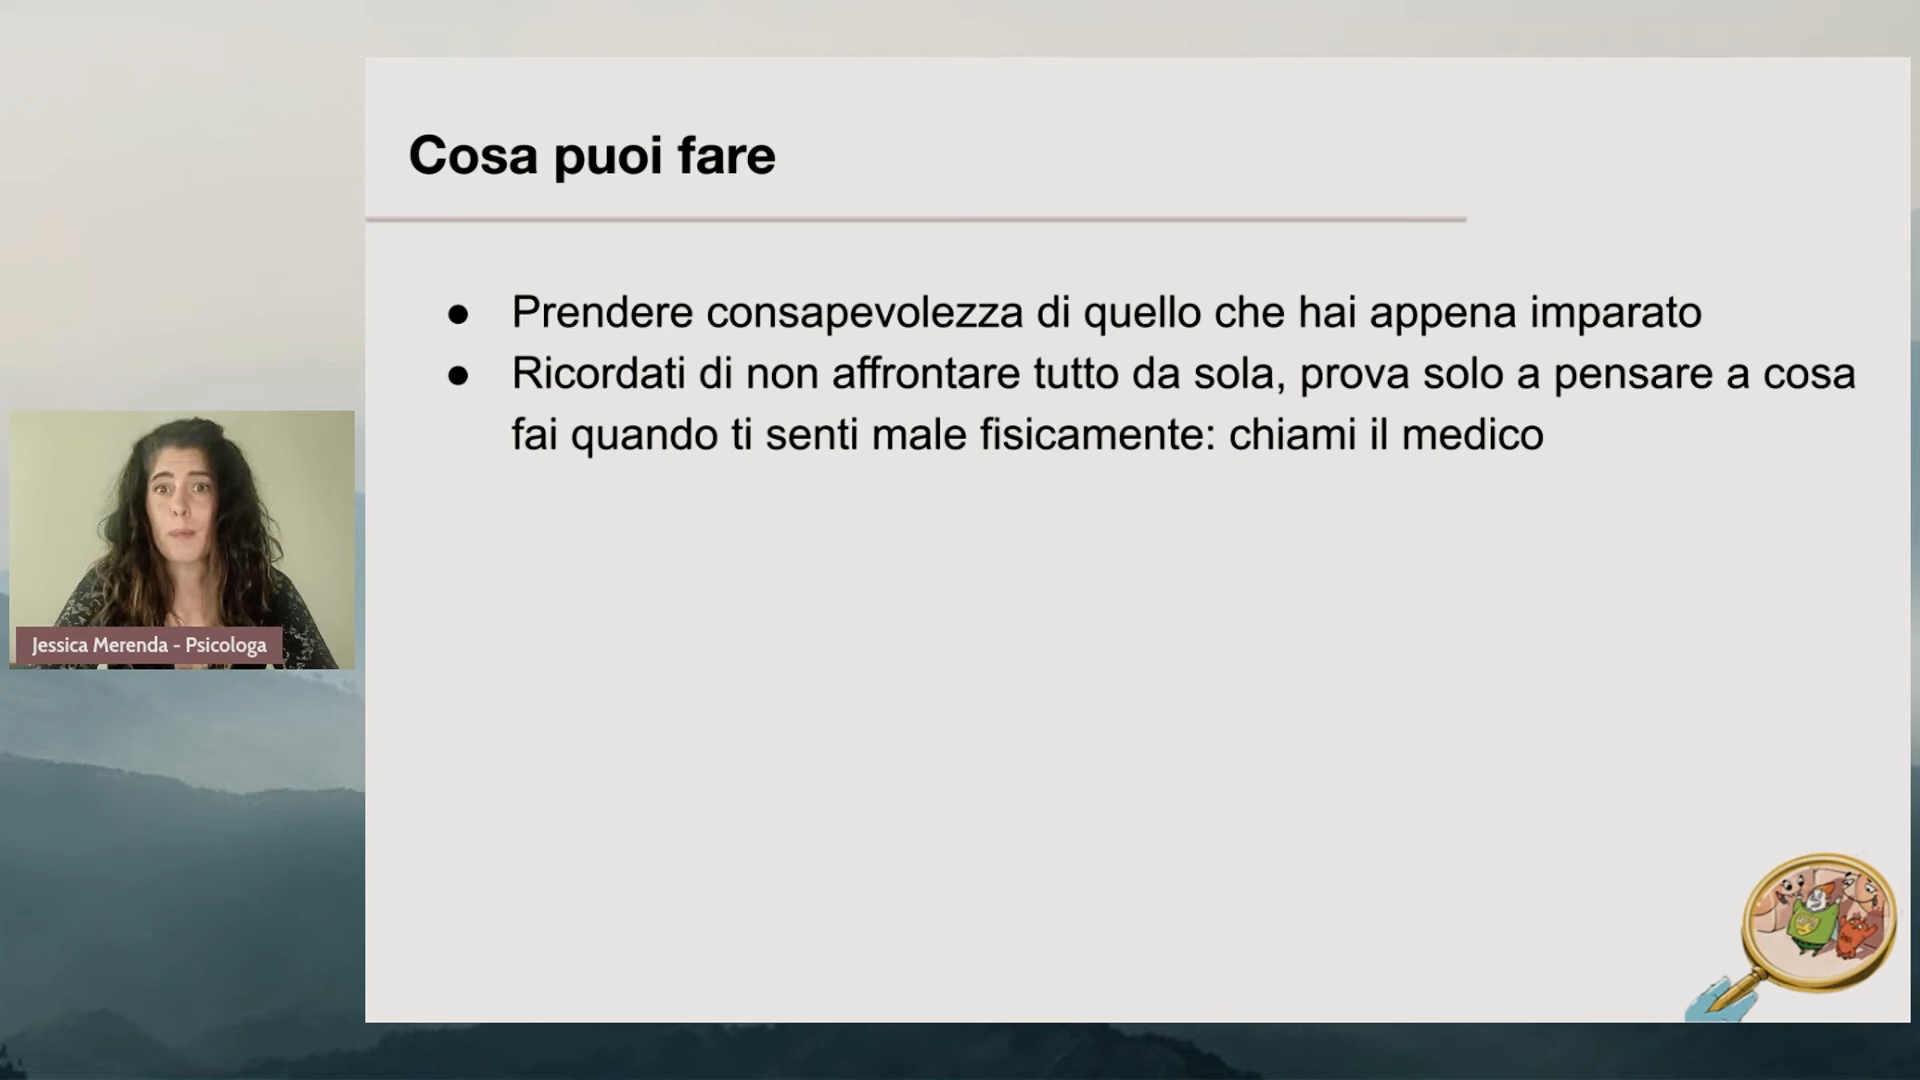 Cosa puoi fare
● Prendere consapevolezza di quello che hai appena imparato
● Ricordati di non affrontare tutto da sola, prova solo a pensare a cosa
fai quando ti senti male fisicamente: chiami il medico
Jessica Merenda - Psicologa